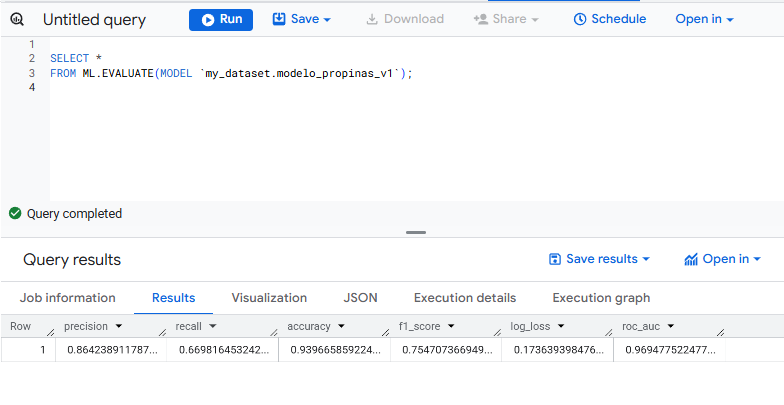 Untitled query Run Save Download Share Schedule Open in
1
2 SELECT *
3 FROM ML.EVALUATE(MODEL `my_dataset.modelo_propinas_v1`);
4
Query completed
Query results Save results Open in
Job information Results Visualization JSON Execution details Execution graph
Row precision recall accuracy f1_score log_loss roc_auc
1 0.864238911787... 0.669816453242... 0.939665859224... 0.754707366949... 0.173639398476... 0.969477522477...